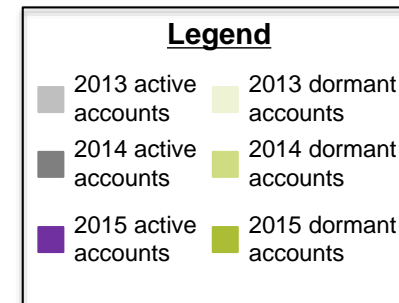 Legend
2013 active accounts
2013 dormant accounts
2014 active accounts
2014 dormant accounts
2015 active accounts
2015 dormant accounts